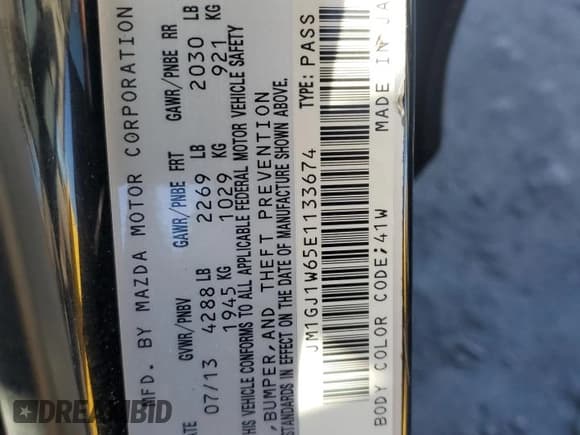 MFD. BY MAZDA MOTOR CORPORATION
GVWR/PNBV GAWR/PNBE FRT GAWR/PNBE RR
DATE 07/13 4288 LB 2269 LB 2030 LB
1945 KG 1029 KG 921 KG
THIS VEHICLE CONFORMS TO ALL APPLICABLE FEDERAL MOTOR VEHICLE SAFETY
,BUMPER,AND THEFT PREVENTION
STANDARDS IN EFFECT ON THE DATE OF MANUFACTURE SHOWN ABOVE.
JM1GJ1W65E1133674 TYPE: PASS
BODY COLOR CODE;41W MADE IN JA
DREAMBID